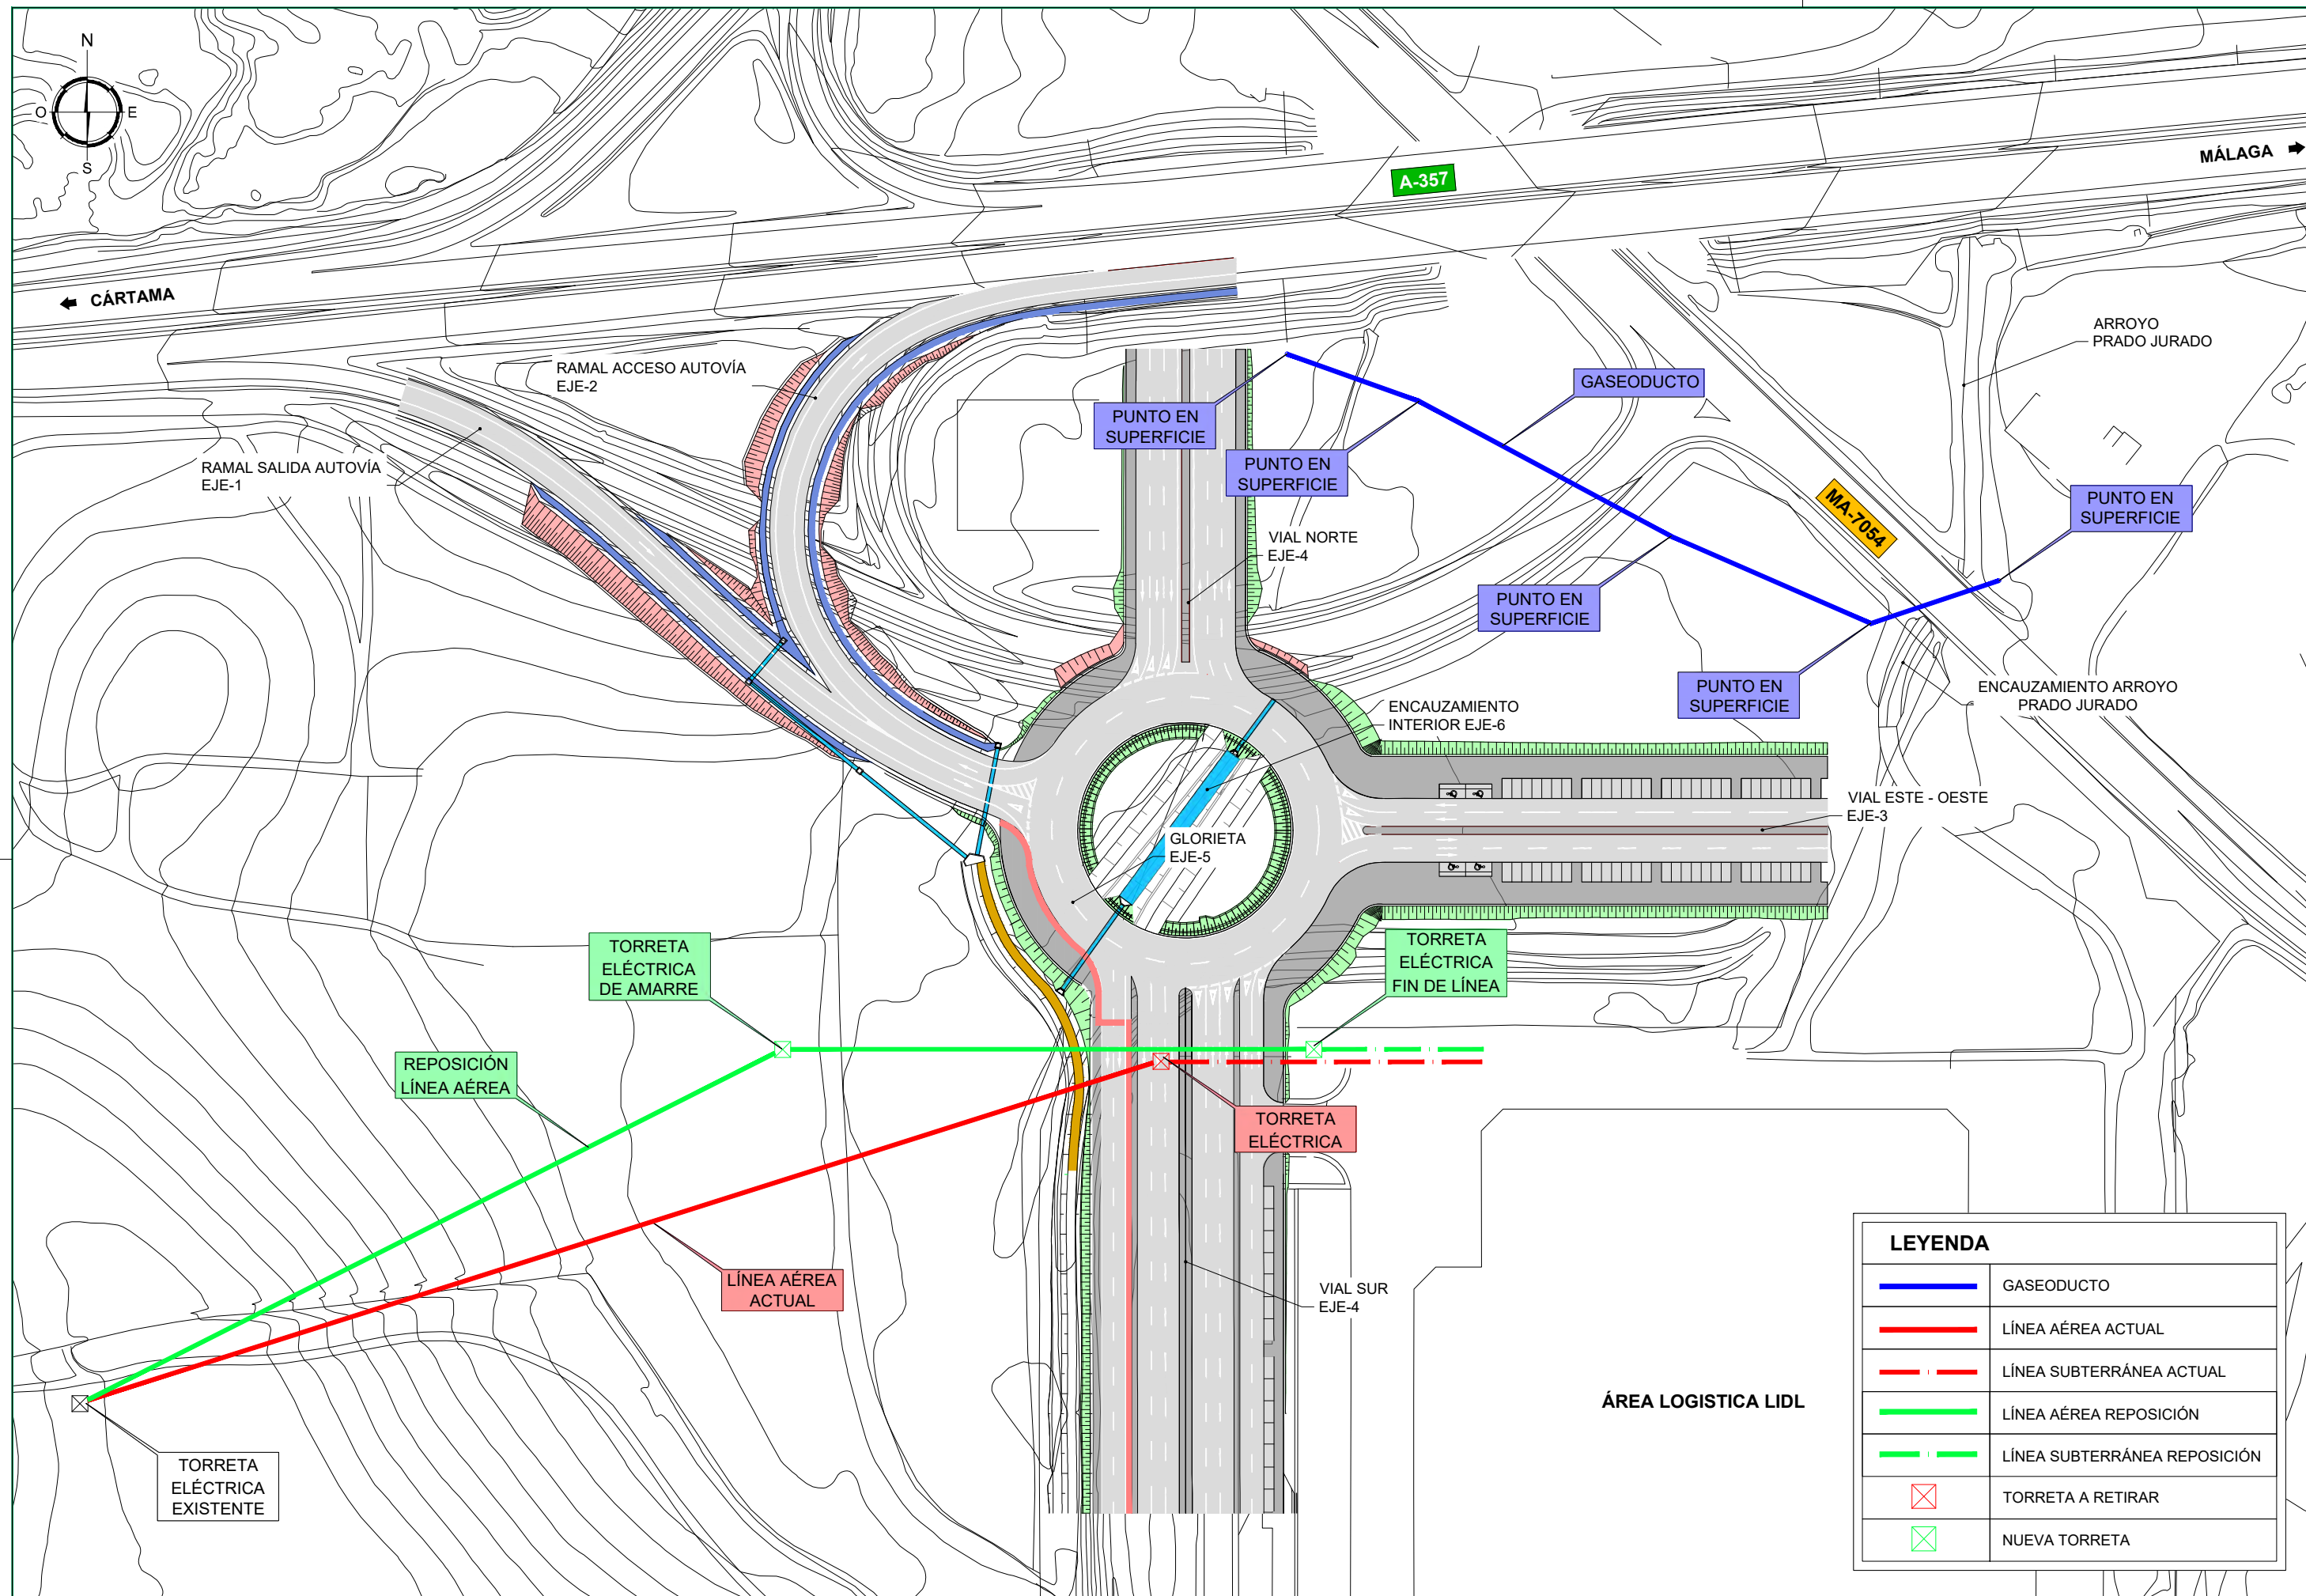 N
O
E
S
A-357
MÁLAGA
CÁRTAMA
ARROYO
PRADO JURADO
RAMAL ACCESO AUTOVÍA
EJE-2
GASEODUCTO
PUNTO EN
SUPERFICIE
RAMAL SALIDA AUTOVÍA
EJE-1
PUNTO EN
SUPERFICIE
MA-7054
PUNTO EN
SUPERFICIE
VIAL NORTE
EJE-4
PUNTO EN
SUPERFICIE
PUNTO EN
SUPERFICIE
ENCAUZAMIENTO ARROYO
PRADO JURADO
ENCAUZAMIENTO
INTERIOR EJE-6
VIAL ESTE - OESTE
EJE-3
GLORIETA
EJE-5
TORRETA
ELÉCTRICA
DE AMARRE
TORRETA
ELÉCTRICA
FIN DE LÍNEA
REPOSICIÓN
LÍNEA AÉREA
TORRETA
ELÉCTRICA
LÍNEA AÉREA
ACTUAL
VIAL SUR
EJE-4
ÁREA LOGISTICA LIDL
TORRETA
ELÉCTRICA
EXISTENTE
LEYENDA
GASEODUCTO
LÍNEA AÉREA ACTUAL
LÍNEA SUBTERRÁNEA ACTUAL
LÍNEA AÉREA REPOSICIÓN
LÍNEA SUBTERRÁNEA REPOSICIÓN
TORRETA A RETIRAR
NUEVA TORRETA